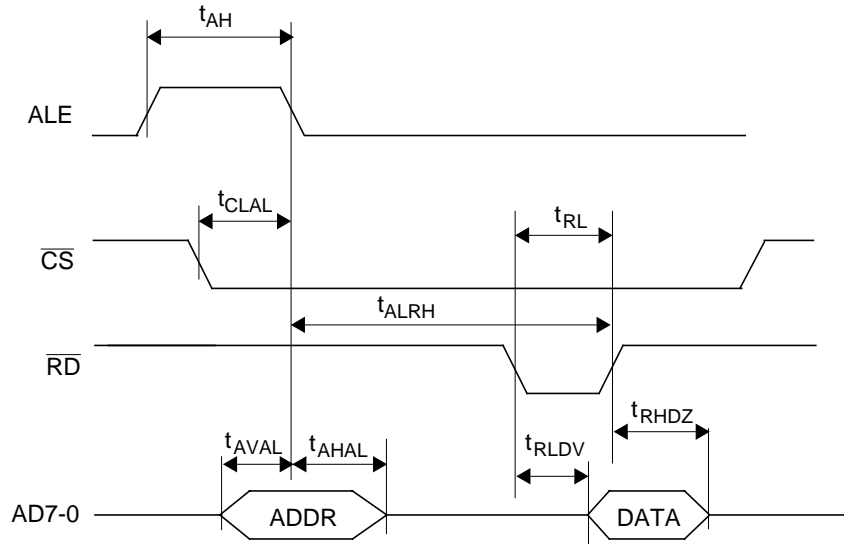 tAH
ALE
tCLAL
tRL
CS
tALRH
RD
tRHDZ
tAVAL
tAHAL
tRLDV
AD7-0
ADDR
DATA